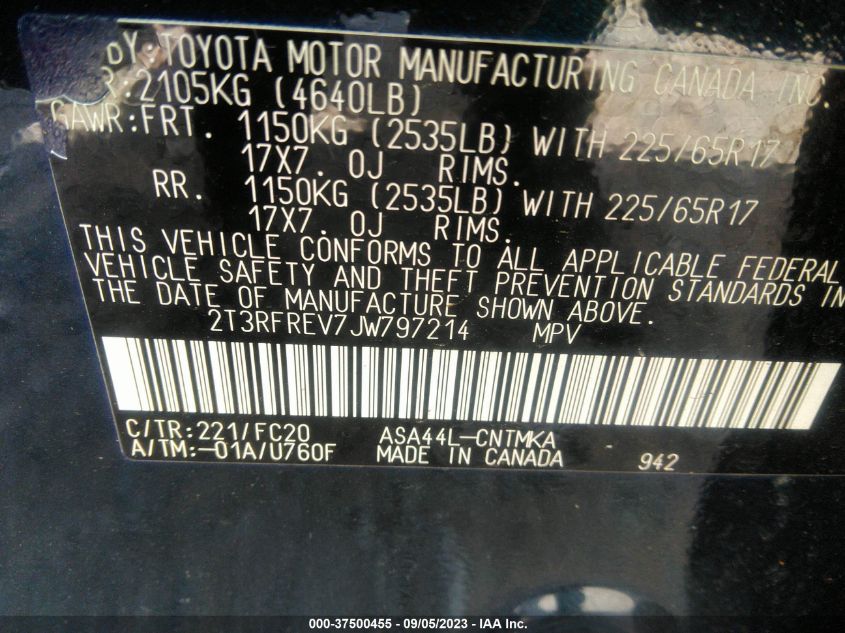 BY:TOYOTA MOTOR MANUFACTURING CANADA INC.
R:2105KG (4640LB)
GAWR:FRT. 1150KG (2535LB) WITH 225/65R17
17X7. 0J RIMS.
RR. 1150KG (2535LB) WITH 225/65R17
17X7. 0J RIMS.
THIS VEHICLE CONFORMS TO ALL APPLICABLE FEDERAL
VEHICLE SAFETY AND THEFT PREVENTION STANDARDS IN
THE DATE OF MANUFACTURE SHOWN ABOVE.
2T3RFREV7JW797214 MPV
C/TR:221/FC20 ASA44L-CNTMKA
A/TM:-01A/U760F MADE IN CANADA 942
000-37500455 | 09/05/2023 | IAA Inc.